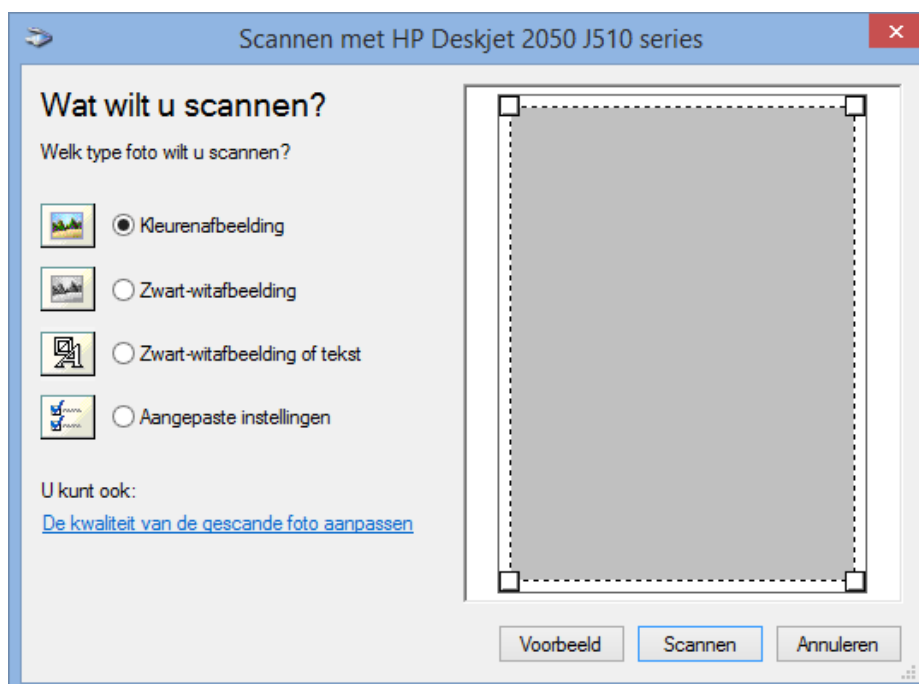 Scannen met HP Deskjet 2050 J510 series
Wat wilt u scannen?
Welk type foto wilt u scannen?
Kleurenafbeelding
Zwart-witafbeelding
Zwart-witafbeelding of tekst
Aangepaste instellingen
U kunt ook:
De kwaliteit van de gescande foto aanpassen
Voorbeeld
Scannen
Annuleren